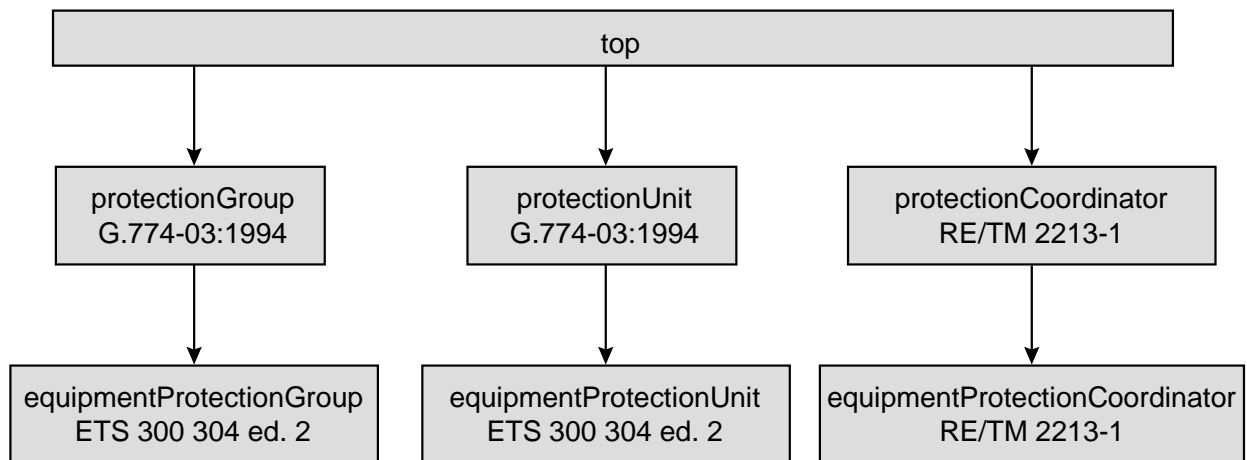 top
protectionGroup
G.774-03:1994
protectionUnit
G.774-03:1994
protectionCoordinator
RE/TM 2213-1
equipmentProtectionGroup
ETS 300 304 ed. 2
equipmentProtectionUnit
ETS 300 304 ed. 2
equipmentProtectionCoordinator
RE/TM 2213-1